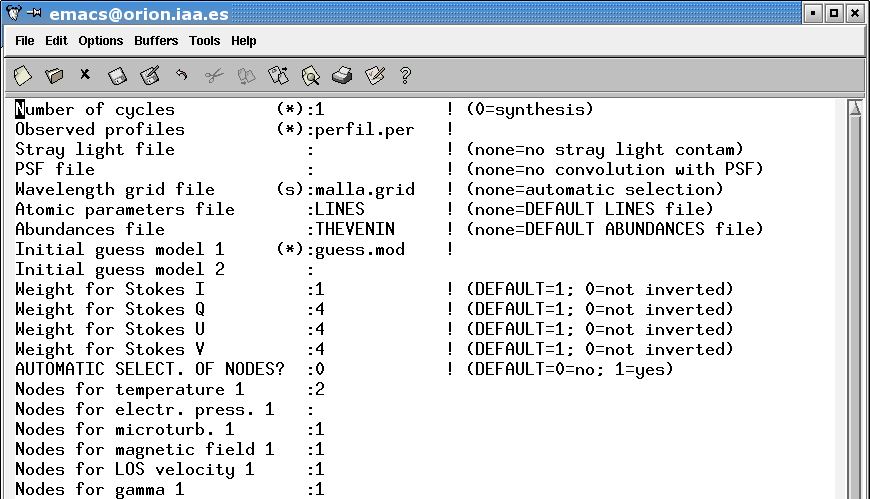 emacs@orion.iaa.es
File Edit Options Buffers Tools Help
Number of cycles (*):1 ! (0=synthesis)
Observed profiles (*):perfil.per !
Stray light file : ! (none=no stray light contam)
PSF file : ! (none=no convolution with PSF)
Wavelength grid file (s):malla.grid ! (none=automatic selection)
Atomic parameters file :LINES ! (none=DEFAULT LINES file)
Abundances file :THEVENIN ! (none=DEFAULT ABUNDANCES file)
Initial guess model 1 (*):guess.mod !
Initial guess model 2 :
Weight for Stokes I :1 ! (DEFAULT=1; 0=not inverted)
Weight for Stokes Q :4 ! (DEFAULT=1; 0=not inverted)
Weight for Stokes U :4 ! (DEFAULT=1; 0=not inverted)
Weight for Stokes V :4 ! (DEFAULT=1; 0=not inverted)
AUTOMATIC SELECT. OF NODES? :0 ! (DEFAULT=0=no; 1=yes)
Nodes for temperature 1 :2
Nodes for electr. press. 1 :
Nodes for microturb. 1 :1
Nodes for magnetic field 1 :1
Nodes for LOS velocity 1 :1
Nodes for gamma 1 :1